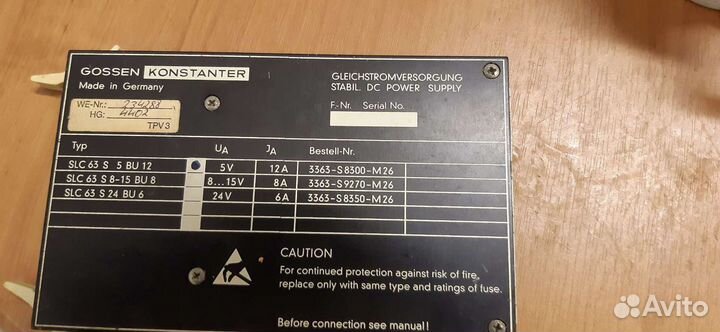 GOSSEN KONSTANTER
Made in Germany
GLEICHSTROMVERSORGUNG
STABIL. DC POWER SUPPLY
F.-Nr. Serial No.
WE-Nr.: 234288
HG: 4402
TPV3
Typ UA JA Bestell-Nr.
SLC 63 S 5 BU 12 5V 12A 3363-S8300-M26
SLC 63 S 8-15 BU 8 8...15V 8A 3363-S9270-M26
SLC 63 S 24 BU 6 24V 6A 3363-S8350-M26
CAUTION
For continued protection against risk of fire,
replace only with same type and ratings of fuse.
Before connection see manual!
Avito